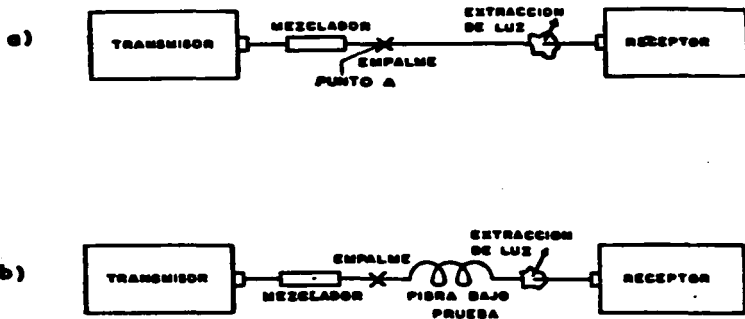 a)
TRANSMISOR
MEZCLADOR
EMPALME
PUNTO A
EXTRACCION
DE LUZ
RECEPTOR
b)
TRANSMISOR
MEZCLADOR
EMPALME
FIBRA BAJO
PRUEBA
EXTRACCION
DE LUZ
RECEPTOR